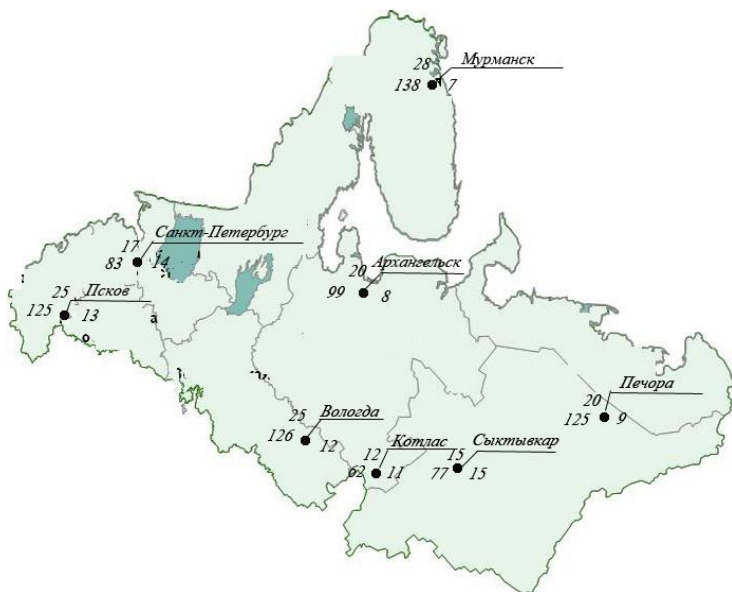 28 Мурманск
138 7
17 Санкт-Петербург
83 14
20 Архангельск
99 8
25 Псков
125 13
а
о
20 Печора
125 9
25 Вологда
126 12
12 Котлас
62 11
15 Сыктывкар
77 15